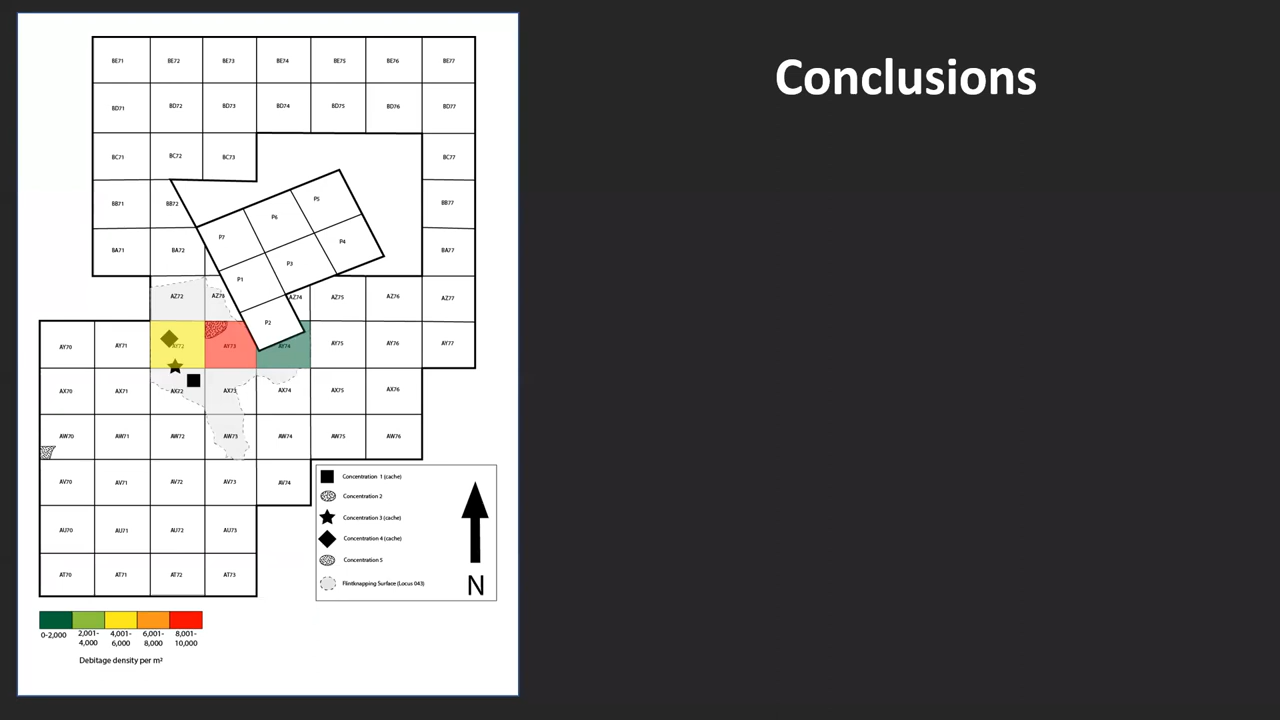 Conclusions
BE71 BE72 BE73 BE74 BE75 BE76 BE77
BD71 BD72 BD73 BD74 BD75 BD76 BD77
BC71 BC72 BC73 BC77
BB71 BB72 P7 P6 P5 BB77
BA71 BA72 P1 P3 P4 BA77
AZ72 AZ73 P2 AZ74 AZ75 AZ76 AZ77
AY70 AY71 AY72 AY73 AY74 AY75 AY76 AY77
AX70 AX71 AX72 AX73 AX74 AX75 AX76
AW70 AW71 AW72 AW73 AW74 AW75 AW76
AV70 AV71 AV72 AV73 AV74
AU70 AU71 AU72 AU73
AT70 AT71 AT72 AT73
Concentration 1 (cache)
Concentration 2
Concentration 3 (cache)
Concentration 4 (cache)
Concentration 5
Flintknapping Surface (Locus 043)
N
0-2,000 2,001-4,000 4,001-6,000 6,001-8,000 8,001-10,000
Debitage density per m²